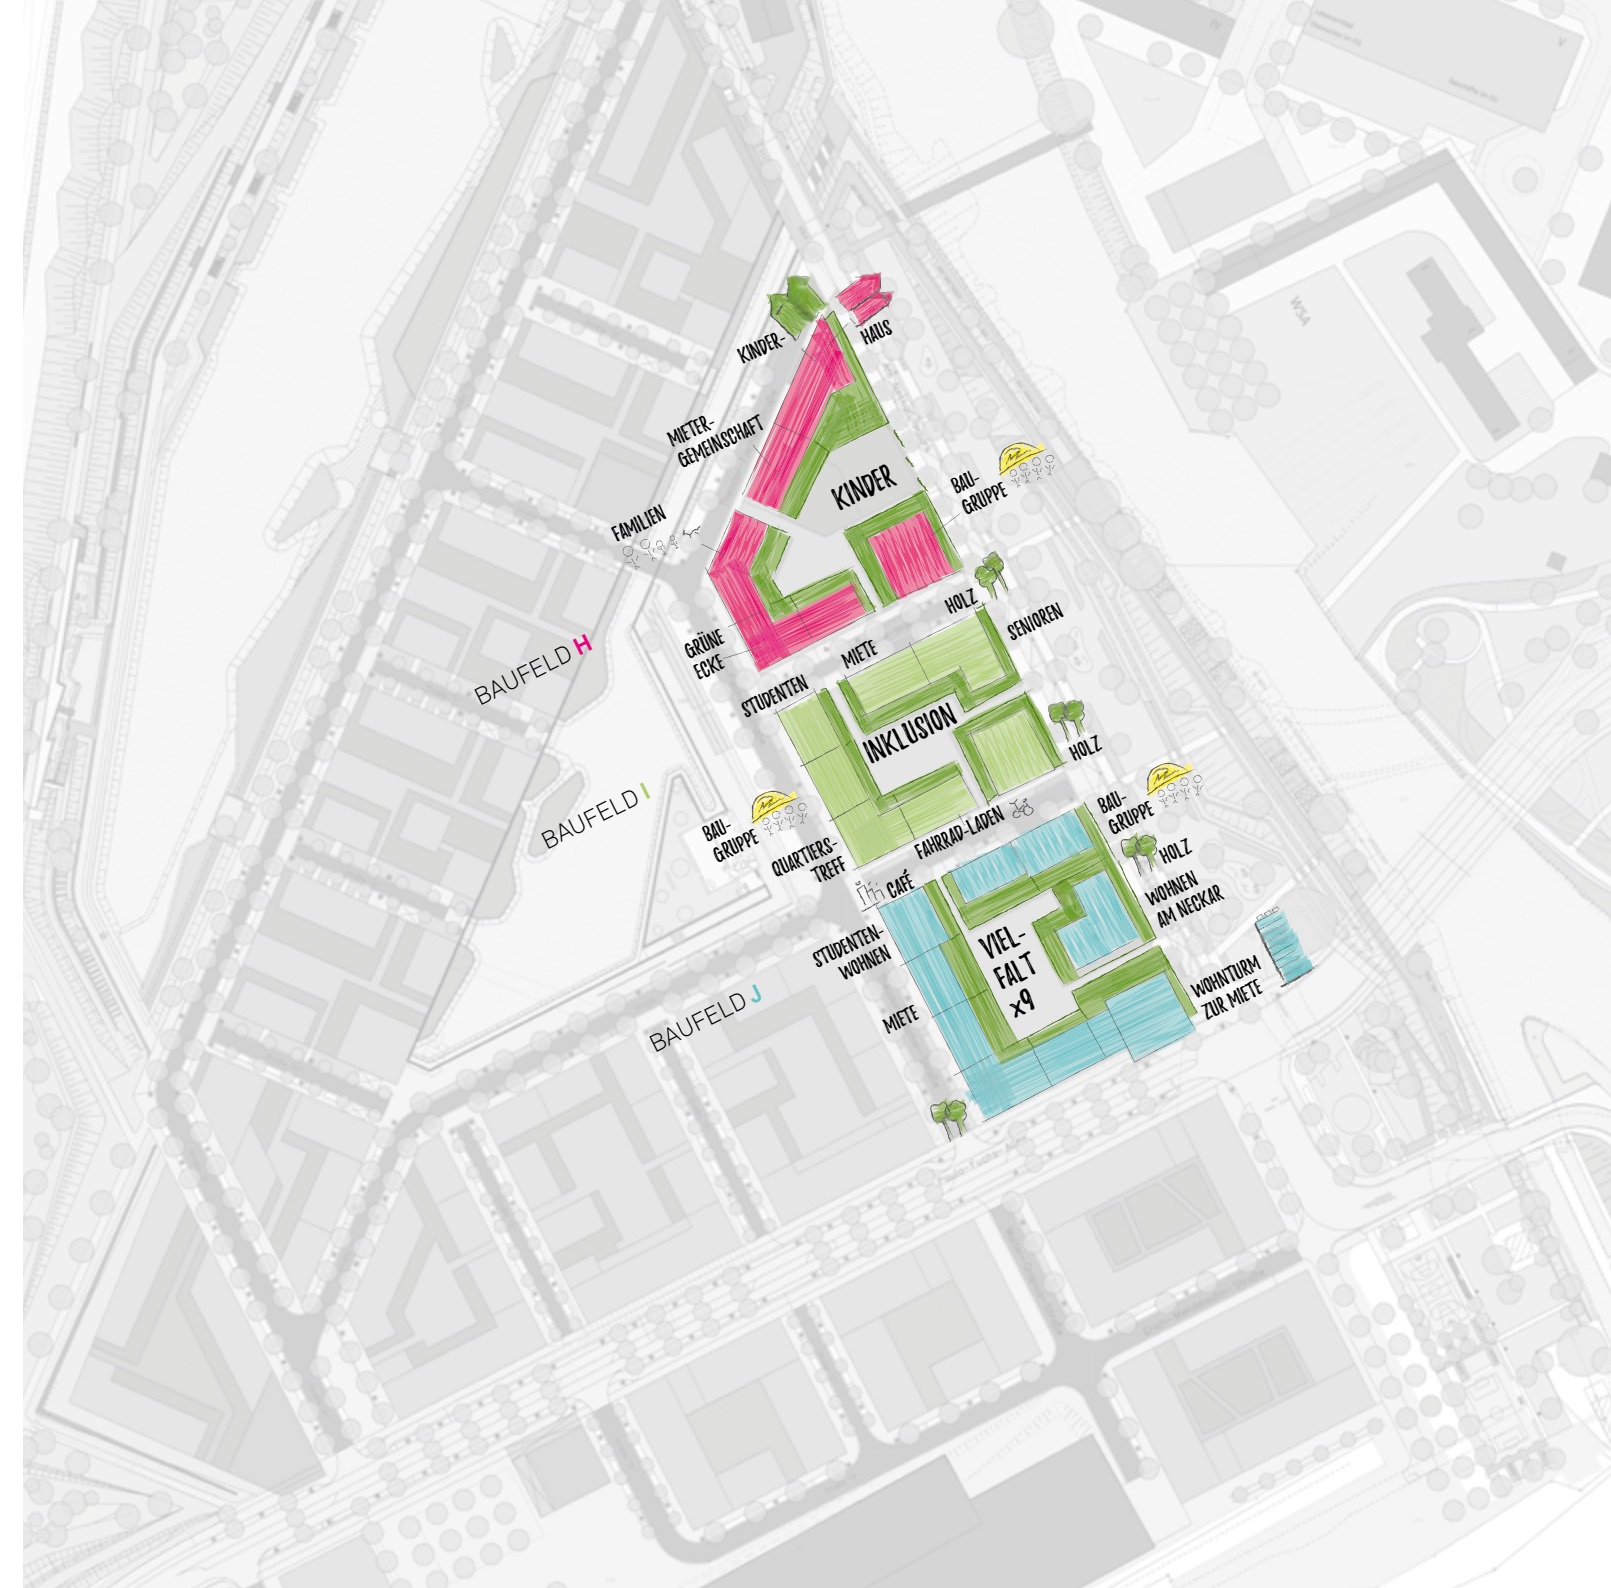 WSA
KINDER-
HAUS
MIETER-
GEMEINSCHAFT
KINDER
BAU-
GRUPPE
FAMILIEN
HOLZ
SENIOREN
GRÜNE
ECKE
MIETE
BAUFELD H
STUDENTEN
INKLUSION
HOLZ
BAUFELD I
BAU-
GRUPPE
QUARTIERS-
TREFF
FAHRRAD-LADEN
BAU-
GRUPPE
HOLZ
CAFÉ
WOHNEN
AM NECKAR
STUDENTEN-
WOHNEN
VIEL-
FALT
x9
WOHNTURM
ZUR MIETE
MIETE
BAUFELD J